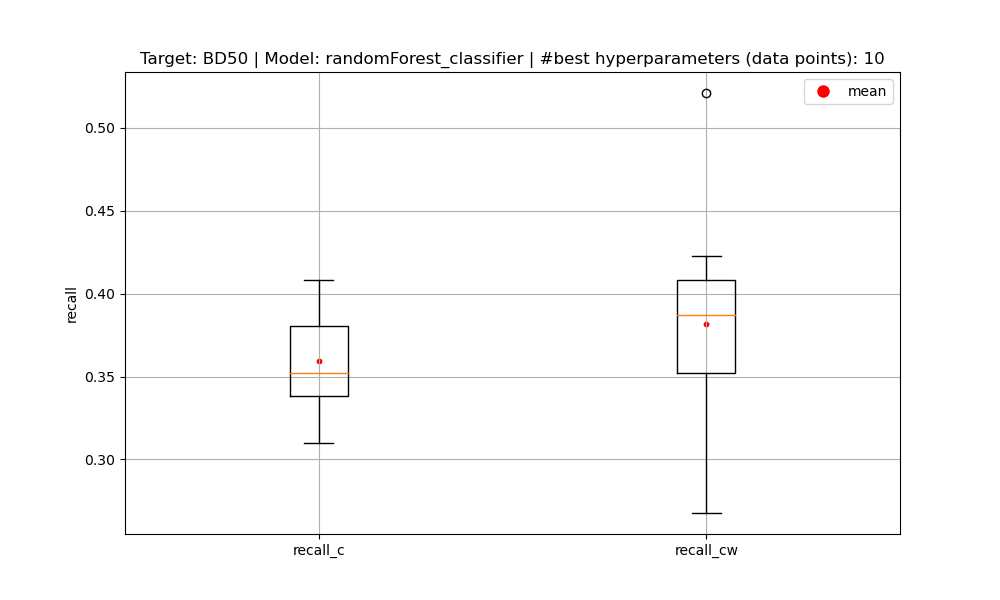 Target: BD50 | Model: randomForest_classifier | #best hyperparameters (data points): 10
mean
0.50
0.45
0.40
0.35
0.30
recall
recall_c
recall_cw